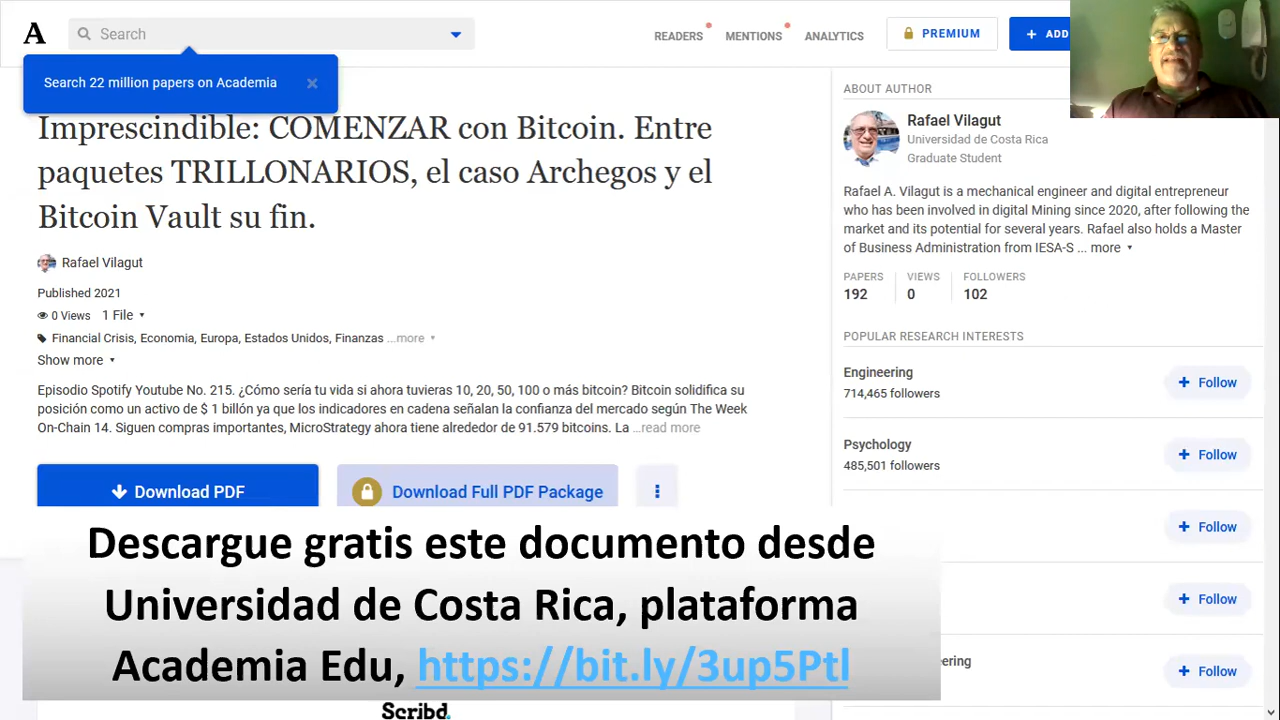 A
Search
READERS
MENTIONS
ANALYTICS
PREMIUM
+ ADD
Search 22 million papers on Academia ×
Imprescindible: COMENZAR con Bitcoin. Entre
paquetes TRILLONARIOS, el caso Archegos y el
Bitcoin Vault su fin.
Rafael Vilagut
Published 2021
0 Views 1 File
Financial Crisis, Economia, Europa, Estados Unidos, Finanzas ...more
Show more
Episodio Spotify Youtube No. 215. ¿Cómo sería tu vida si ahora tuvieras 10, 20, 50, 100 o más bitcoin? Bitcoin solidifica su
posición como un activo de $ 1 billón ya que los indicadores en cadena señalan la confianza del mercado según The Week
On-Chain 14. Siguen compras importantes, MicroStrategy ahora tiene alrededor de 91.579 bitcoins. La ...read more
Download PDF
Download Full PDF Package
Descargue gratis este documento desde
Universidad de Costa Rica, plataforma
Academia Edu, https://bit.ly/3up5Ptl
Scribd.
ABOUT AUTHOR
Rafael Vilagut
Universidad de Costa Rica
Graduate Student
Rafael A. Vilagut is a mechanical engineer and digital entrepreneur
who has been involved in digital Mining since 2020, after following the
market and its potential for several years. Rafael also holds a Master
of Business Administration from IESA-S ... more
PAPERS VIEWS FOLLOWERS
192 0 102
POPULAR RESEARCH INTERESTS
Engineering
714,465 followers
+ Follow
Psychology
485,501 followers
+ Follow
+ Follow
+ Follow
eering
+ Follow